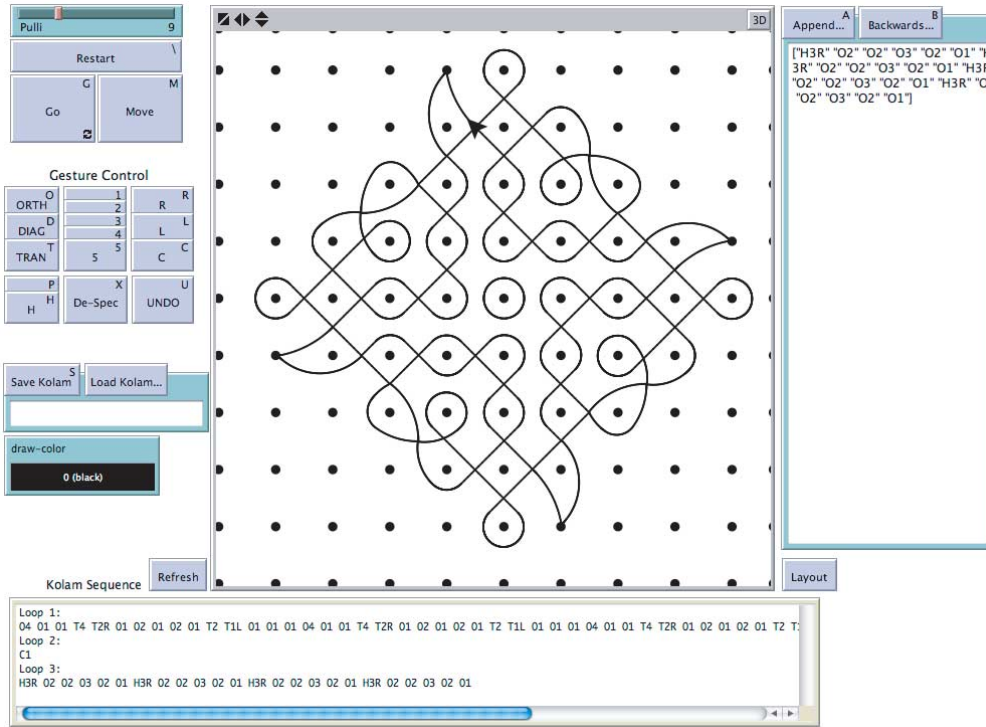 Pulli 9
3D
Append... A
Backwards... B
Restart \
["H3R" "O2" "O2" "O3" "O2" "O1"
3R" "O2" "O2" "O3" "O2" "O1"
"O2" "O2" "O3" "O2" "O1" "H3R"
"O2" "O3" "O2" "O1"]
Go G
Move M
Gesture Control
ORTH O
1
2
R R
DIAG D
3
4
L L
TRAN T
5 5
C C
P
H H
De-Spec X
UNDO U
Save Kolam S
Load Kolam...
draw-color
0 (black)
Kolam Sequence
Refresh
Layout
Loop 1:
O4 O1 O1 T4 T2R O1 O2 O1 O2 O1 T2 T1L O1 O1 O1 O4 O1 O1 T4 T2R O1 O2 O1 O2 O1 T2 T1L O1 O1 O1 O4 O1 O1 T4 T2R O1 O2 O1 O2 O1 T2
Loop 2:
C1
Loop 3:
H3R O2 O2 O3 O2 O1 H3R O2 O2 O3 O2 O1 H3R O2 O2 O3 O2 O1 H3R O2 O2 O3 O2 O1